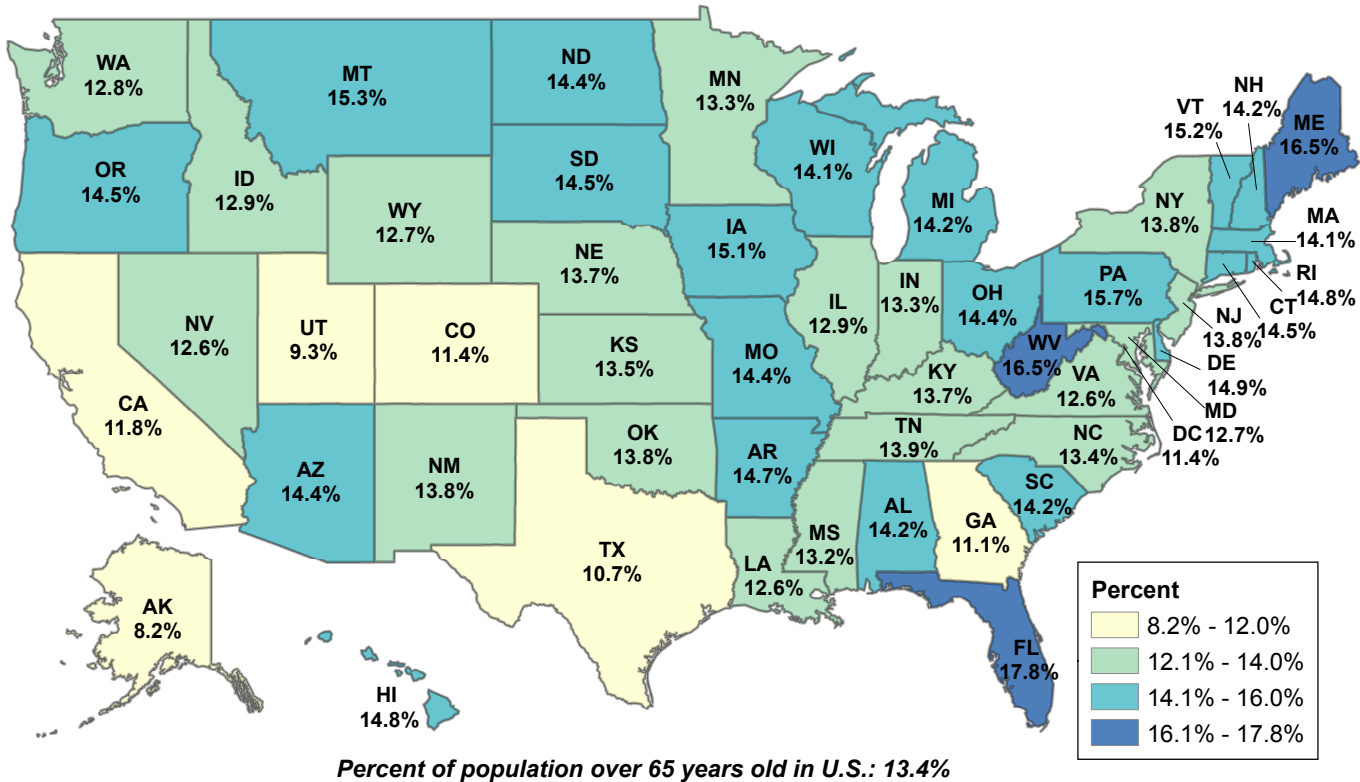 WA
12.8%
MT
15.3%
ND
14.4%
MN
13.3%
NH
14.2%
VT
15.2%
ME
16.5%
OR
14.5%
ID
12.9%
SD
14.5%
WI
14.1%
WY
12.7%
MI
14.2%
NY
13.8%
MA
14.1%
IA
15.1%
NE
13.7%
PA
15.7%
RI
14.8%
CT
14.5%
IL
12.9%
IN
13.3%
OH
14.4%
NJ
13.8%
NV
12.6%
UT
9.3%
CO
11.4%
KS
13.5%
MO
14.4%
WV
16.5%
KY
13.7%
VA
12.6%
DE
14.9%
MD
12.7%
DC
11.4%
CA
11.8%
AZ
14.4%
NM
13.8%
OK
13.8%
AR
14.7%
TN
13.9%
NC
13.4%
SC
14.2%
TX
10.7%
LA
12.6%
MS
13.2%
AL
14.2%
GA
11.1%
AK
8.2%
HI
14.8%
FL
17.8%
Percent
8.2% - 12.0%
12.1% - 14.0%
14.1% - 16.0%
16.1% - 17.8%
Percent of population over 65 years old in U.S.: 13.4%